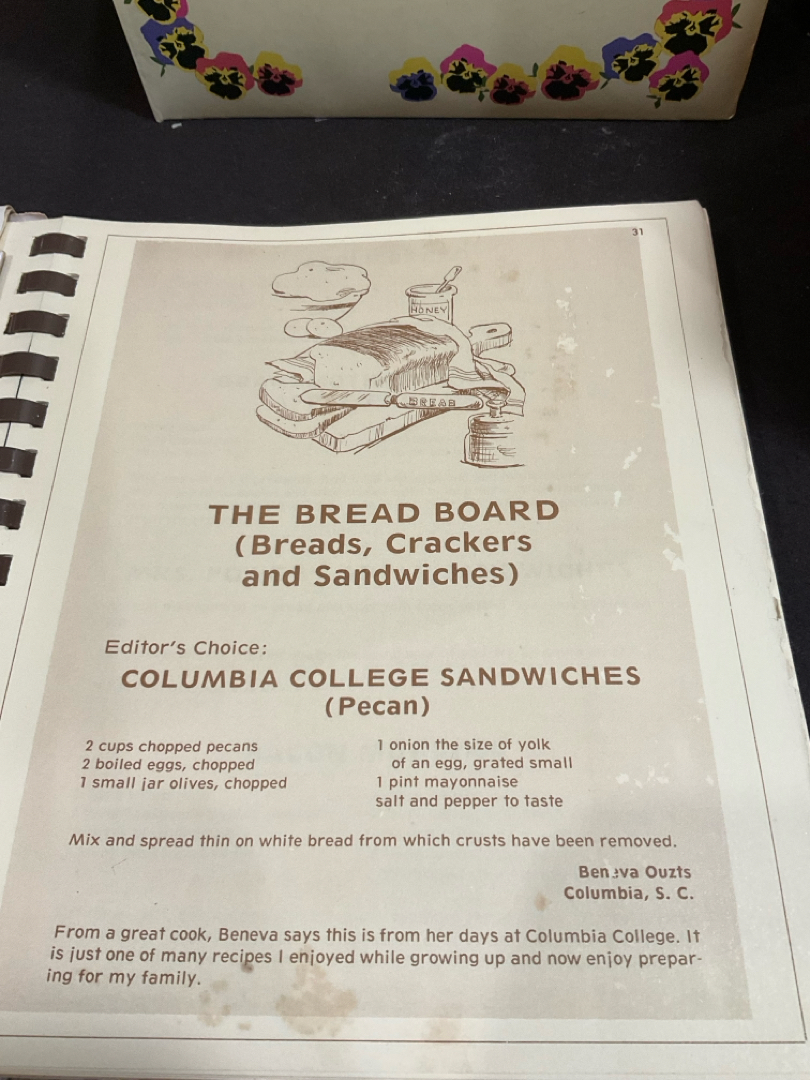 31
HONEY
BREAD
THE BREAD BOARD
(Breads, Crackers
and Sandwiches)
Editor's Choice:
COLUMBIA COLLEGE SANDWICHES
(Pecan)
2 cups chopped pecans
2 boiled eggs, chopped
1 small jar olives, chopped
1 onion the size of yolk
of an egg, grated small
1 pint mayonnaise
salt and pepper to taste
Mix and spread thin on white bread from which crusts have been removed.
Beneva Ouzts
Columbia, S. C.
From a great cook, Beneva says this is from her days at Columbia College. It
is just one of many recipes I enjoyed while growing up and now enjoy prepar-
ing for my family.